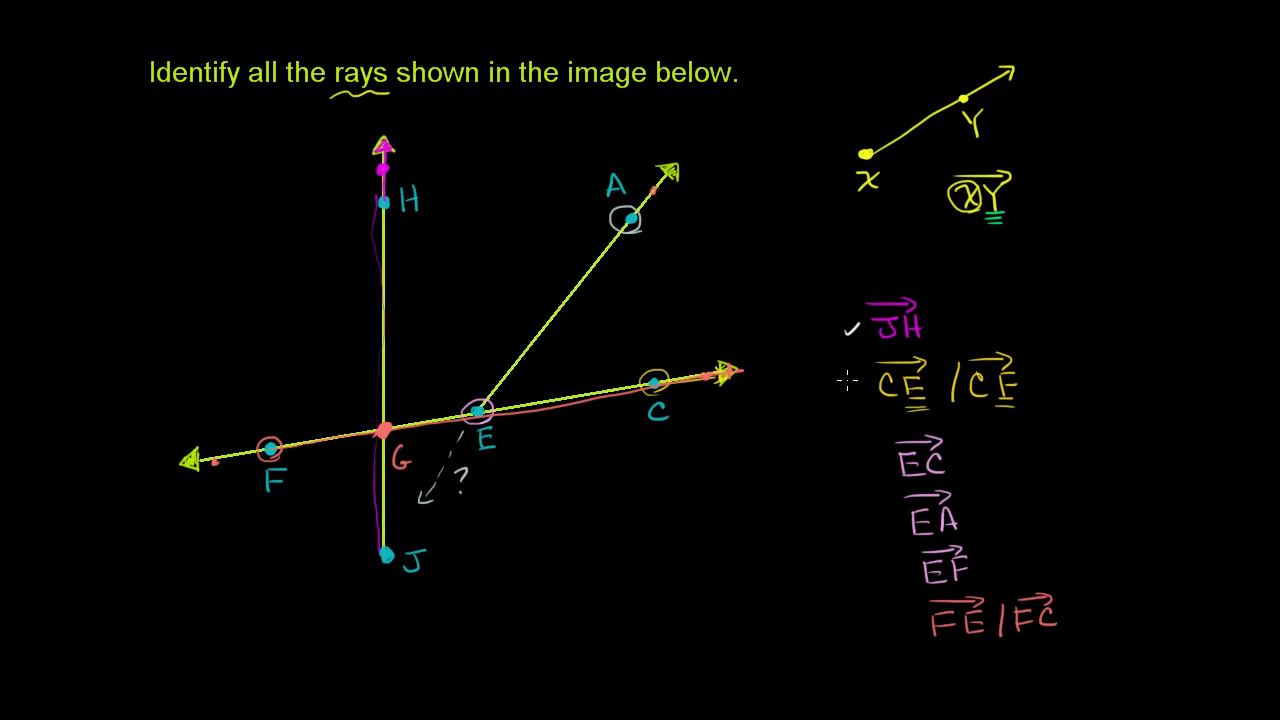 Identify all the rays shown in the image below.
Y
x
xY
H
A
JH
CE / CE
C
E
G
F
?
EC
EA
J
EF
FE / FC